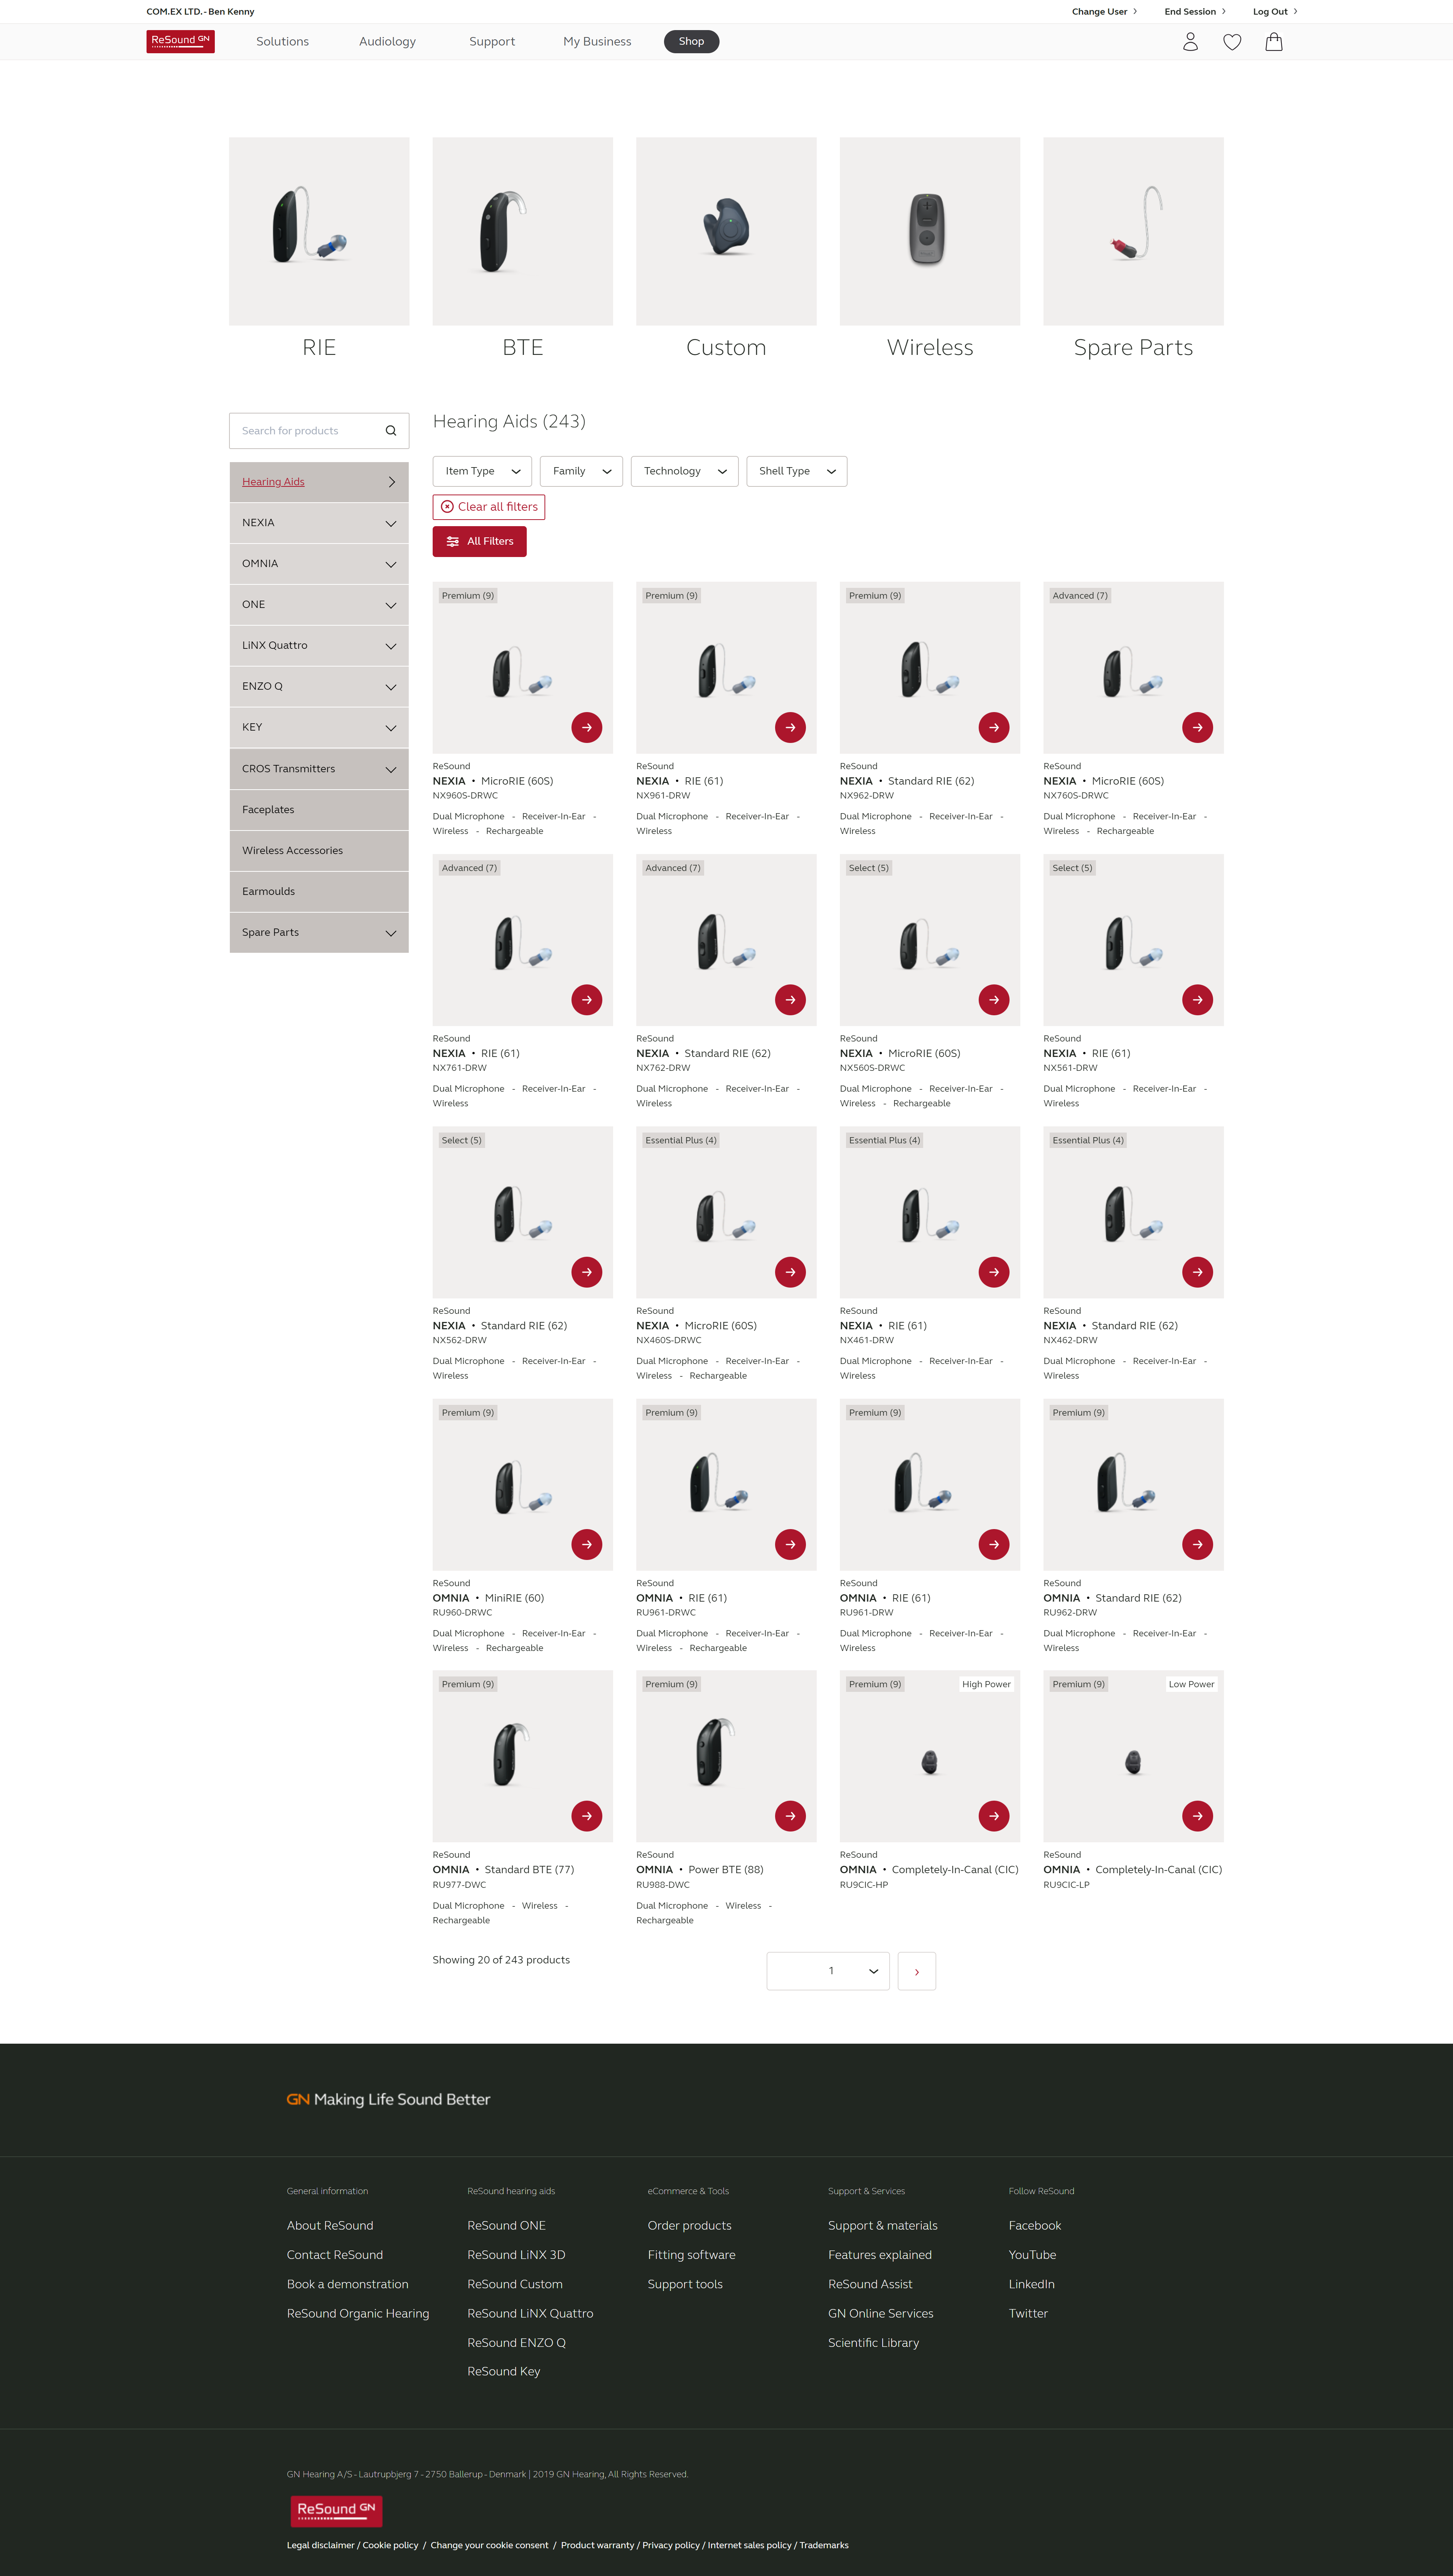 COM.EX LTD. - Ben Kenny
Change User
End Session
Log Out
ReSound GN
Solutions
Audiology
Support
My Business
Shop
RIE
BTE
Custom
Wireless
Spare Parts
Search for products
Hearing Aids
NEXIA
OMNIA
ONE
LiNX Quattro
ENZO Q
KEY
CROS Transmitters
Faceplates
Wireless Accessories
Earmoulds
Spare Parts
Hearing Aids (243)
Item Type
Family
Technology
Shell Type
Clear all filters
All Filters
Premium (9)
ReSound
NEXIA • MicroRIE (60S)
NX960S-DRWC
Dual Microphone - Receiver-In-Ear -
Wireless - Rechargeable
Premium (9)
ReSound
NEXIA • RIE (61)
NX961-DRW
Dual Microphone - Receiver-In-Ear -
Wireless
Premium (9)
ReSound
NEXIA • Standard RIE (62)
NX962-DRW
Dual Microphone - Receiver-In-Ear -
Wireless
Advanced (7)
ReSound
NEXIA • MicroRIE (60S)
NX760S-DRWC
Dual Microphone - Receiver-In-Ear -
Wireless - Rechargeable
Advanced (7)
ReSound
NEXIA • RIE (61)
NX761-DRW
Dual Microphone - Receiver-In-Ear -
Wireless
Advanced (7)
ReSound
NEXIA • Standard RIE (62)
NX762-DRW
Dual Microphone - Receiver-In-Ear -
Wireless
Select (5)
ReSound
NEXIA • MicroRIE (60S)
NX560S-DRWC
Dual Microphone - Receiver-In-Ear -
Wireless - Rechargeable
Select (5)
ReSound
NEXIA • RIE (61)
NX561-DRW
Dual Microphone - Receiver-In-Ear -
Wireless
Select (5)
ReSound
NEXIA • Standard RIE (62)
NX562-DRW
Dual Microphone - Receiver-In-Ear -
Wireless
Essential Plus (4)
ReSound
NEXIA • MicroRIE (60S)
NX460S-DRWC
Dual Microphone - Receiver-In-Ear -
Wireless - Rechargeable
Essential Plus (4)
ReSound
NEXIA • RIE (61)
NX461-DRW
Dual Microphone - Receiver-In-Ear -
Wireless
Essential Plus (4)
ReSound
NEXIA • Standard RIE (62)
NX462-DRW
Dual Microphone - Receiver-In-Ear -
Wireless
Premium (9)
ReSound
OMNIA • MiniRIE (60)
RU960-DRWC
Dual Microphone - Receiver-In-Ear -
Wireless - Rechargeable
Premium (9)
ReSound
OMNIA • RIE (61)
RU961-DRWC
Dual Microphone - Receiver-In-Ear -
Wireless - Rechargeable
Premium (9)
ReSound
OMNIA • RIE (61)
RU961-DRW
Dual Microphone - Receiver-In-Ear -
Wireless
Premium (9)
ReSound
OMNIA • Standard RIE (62)
RU962-DRW
Dual Microphone - Receiver-In-Ear -
Wireless
Premium (9)
ReSound
OMNIA • Standard BTE (77)
RU977-DWC
Dual Microphone - Wireless -
Rechargeable
Premium (9)
ReSound
OMNIA • Power BTE (88)
RU988-DWC
Dual Microphone - Wireless -
Rechargeable
Premium (9)
High Power
ReSound
OMNIA • Completely-In-Canal (CIC)
RU9CIC-HP
Premium (9)
Low Power
ReSound
OMNIA • Completely-In-Canal (CIC)
RU9CIC-LP
Showing 20 of 243 products
1
GN Making Life Sound Better
General information
About ReSound
Contact ReSound
Book a demonstration
ReSound Organic Hearing
ReSound hearing aids
ReSound ONE
ReSound LiNX 3D
ReSound Custom
ReSound LiNX Quattro
ReSound ENZO Q
ReSound Key
eCommerce & Tools
Order products
Fitting software
Support tools
Support & Services
Support & materials
Features explained
ReSound Assist
GN Online Services
Scientific Library
Follow ReSound
Facebook
YouTube
LinkedIn
Twitter
GN Hearing A/S - Lautrupbjerg 7 - 2750 Ballerup - Denmark | 2019 GN Hearing, All Rights Reserved.
ReSound GN
Legal disclaimer / Cookie policy / Change your cookie consent / Product warranty / Privacy policy / Internet sales policy / Trademarks